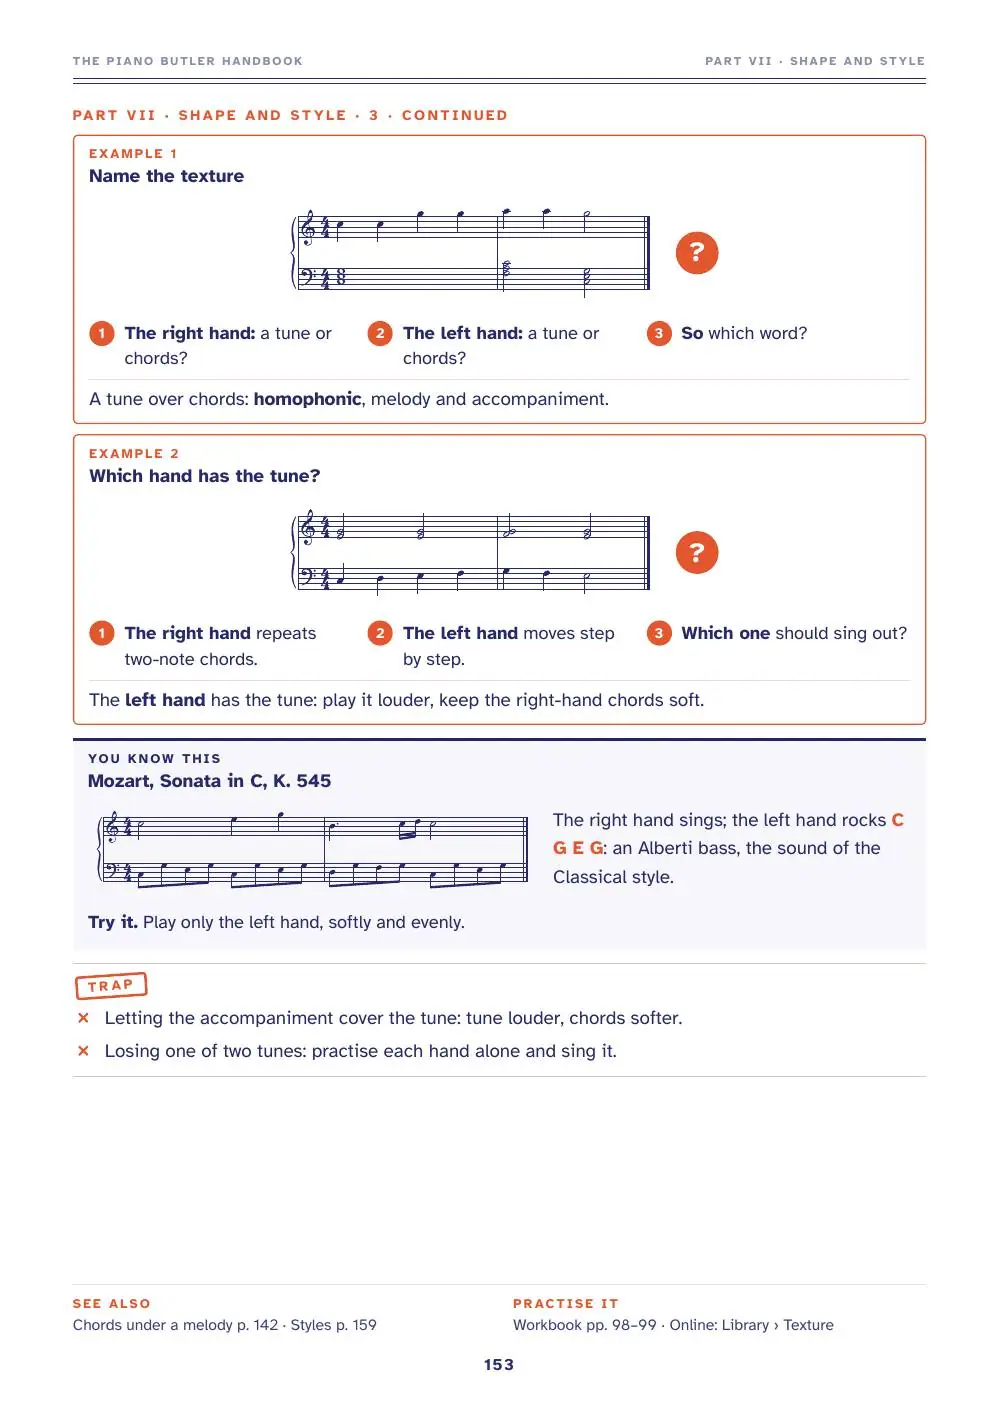 THE PIANO BUTLER HANDBOOK
PART VII · SHAPE AND STYLE
PART VII · SHAPE AND STYLE · 3 · CONTINUED
EXAMPLE 1
Name the texture
?
1 The right hand: a tune or
chords?
2 The left hand: a tune or
chords?
3 So which word?
A tune over chords: homophonic, melody and accompaniment.
EXAMPLE 2
Which hand has the tune?
?
1 The right hand repeats
two-note chords.
2 The left hand moves step
by step.
3 Which one should sing out?
The left hand has the tune: play it louder, keep the right-hand chords soft.
YOU KNOW THIS
Mozart, Sonata in C, K. 545
The right hand sings; the left hand rocks C
G E G: an Alberti bass, the sound of the
Classical style.
Try it. Play only the left hand, softly and evenly.
TRAP
× Letting the accompaniment cover the tune: tune louder, chords softer.
× Losing one of two tunes: practise each hand alone and sing it.
SEE ALSO
Chords under a melody p. 142 · Styles p. 159
PRACTISE IT
Workbook pp. 98–99 · Online: Library › Texture
153